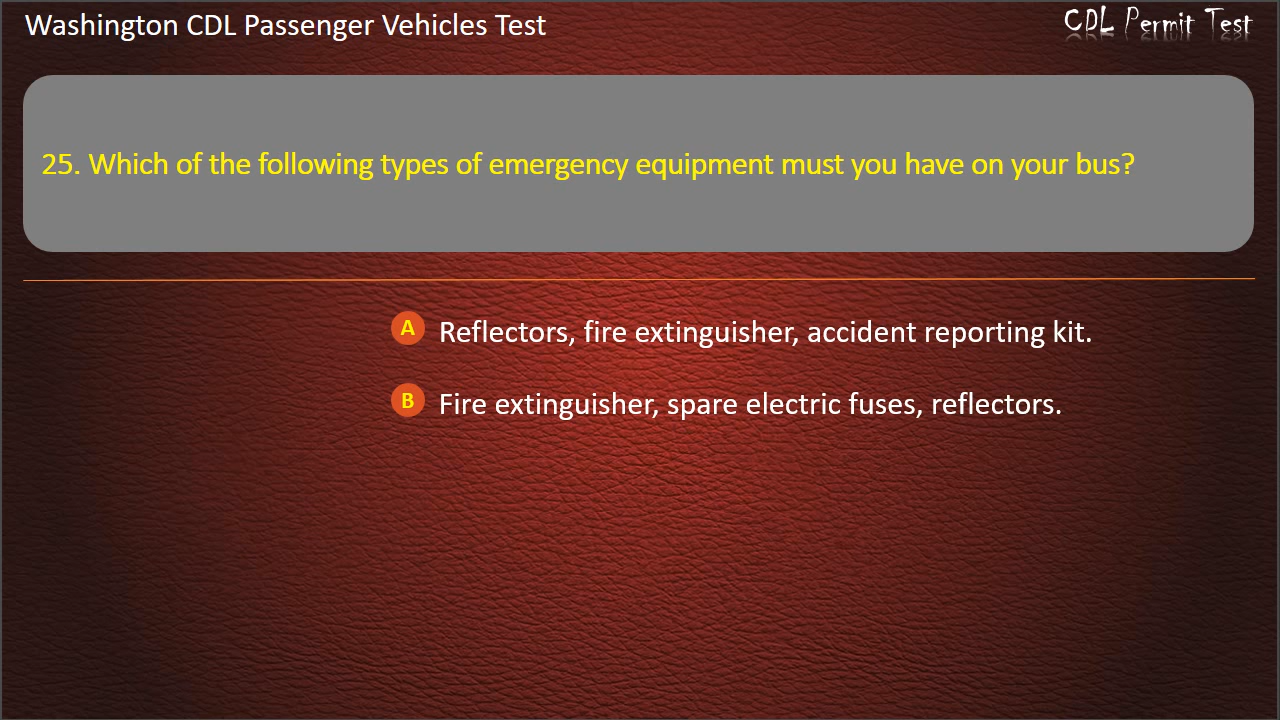 Washington CDL Passenger Vehicles Test
CDL Permit Test
25. Which of the following types of emergency equipment must you have on your bus?
A Reflectors, fire extinguisher, accident reporting kit.
B Fire extinguisher, spare electric fuses, reflectors.